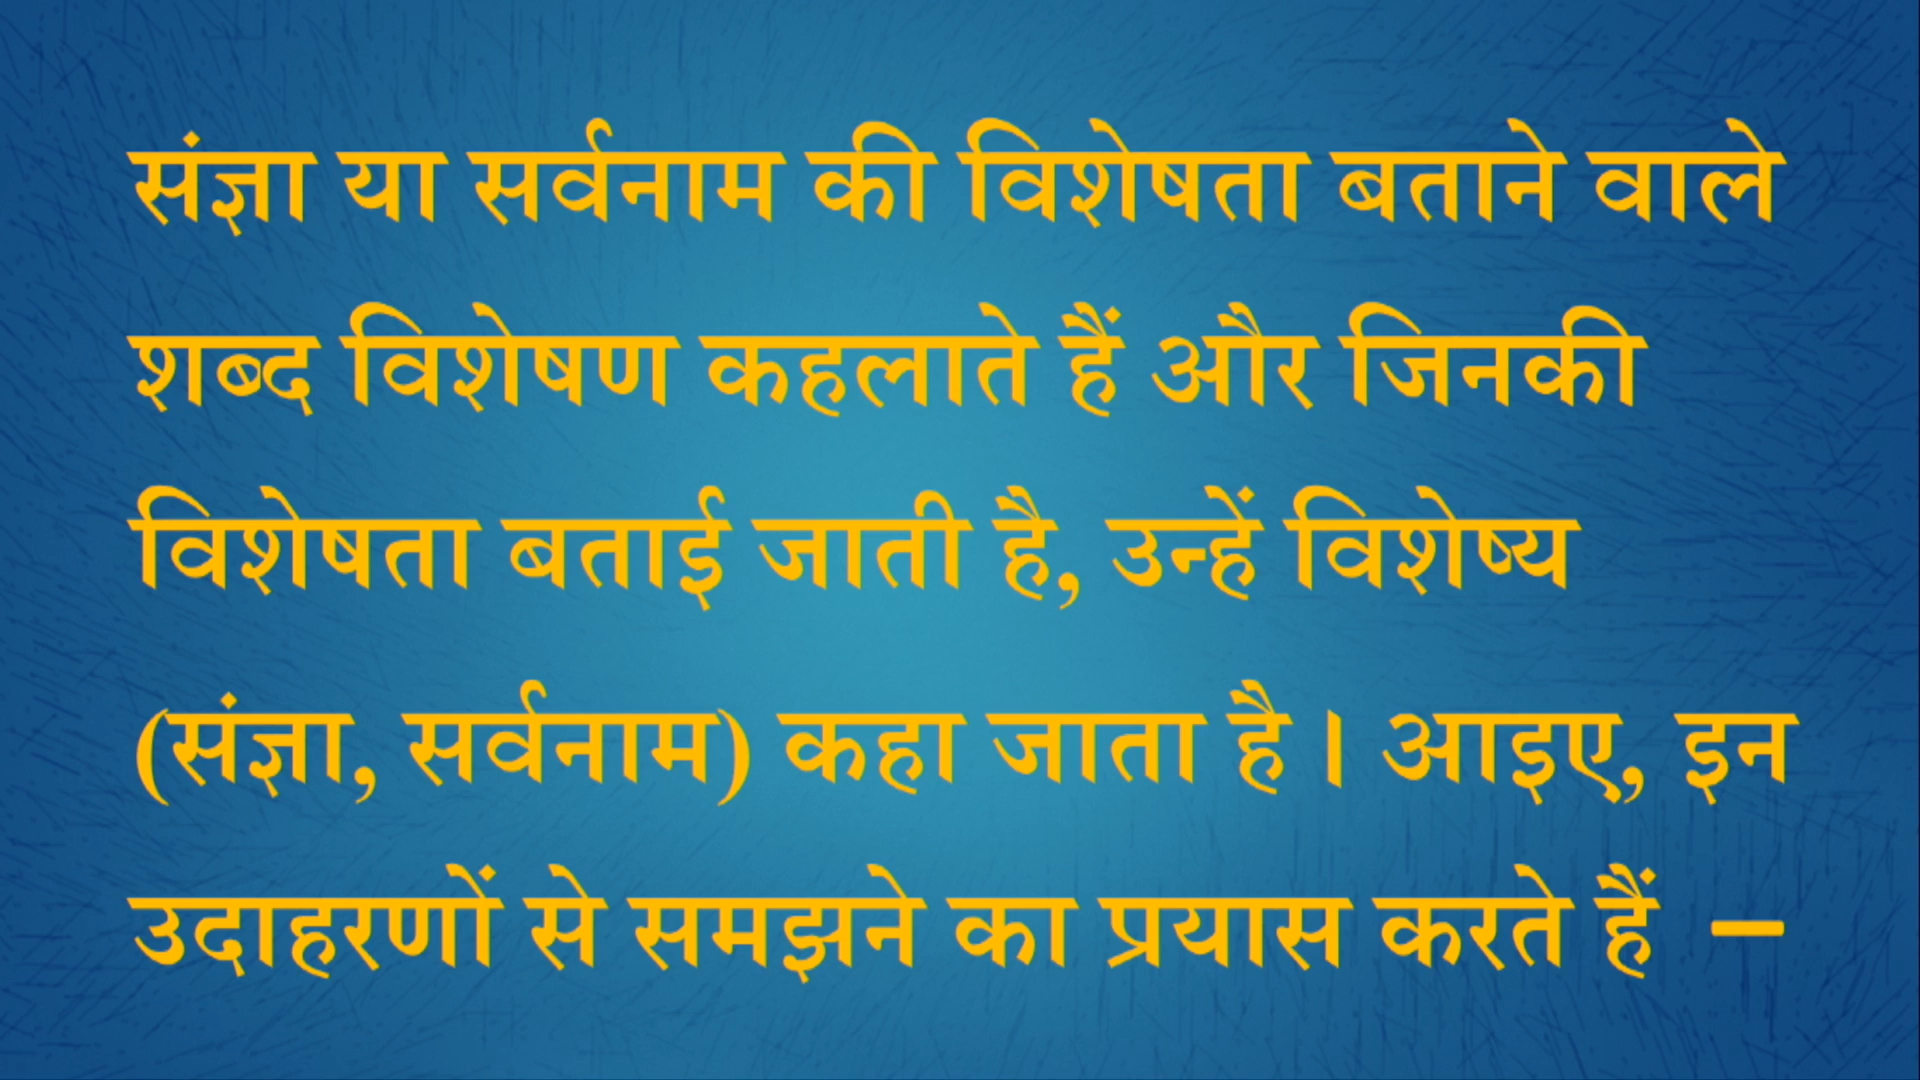 संज्ञा या सर्वनाम की विशेषता बताने वाले
शब्द विशेषण कहलाते हैं और जिनकी
विशेषता बताई जाती है, उन्हें विशेष्य
(संज्ञा, सर्वनाम) कहा जाता है। आइए, इन
उदाहरणों से समझने का प्रयास करते हैं –